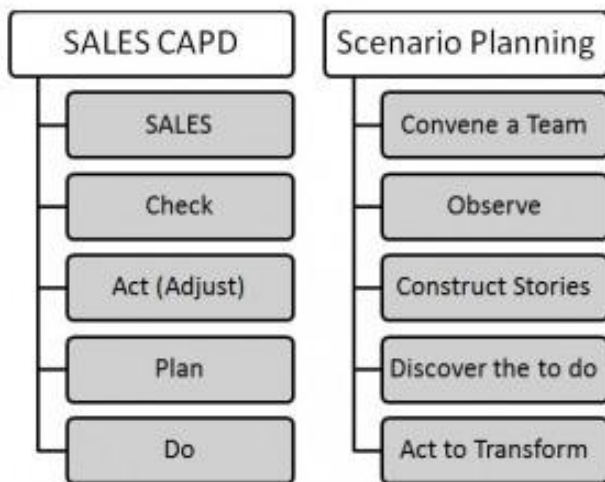 SALES CAPD
SALES
Check
Act (Adjust)
Plan
Do
Scenario Planning
Convene a Team
Observe
Construct Stories
Discover the to do
Act to Transform